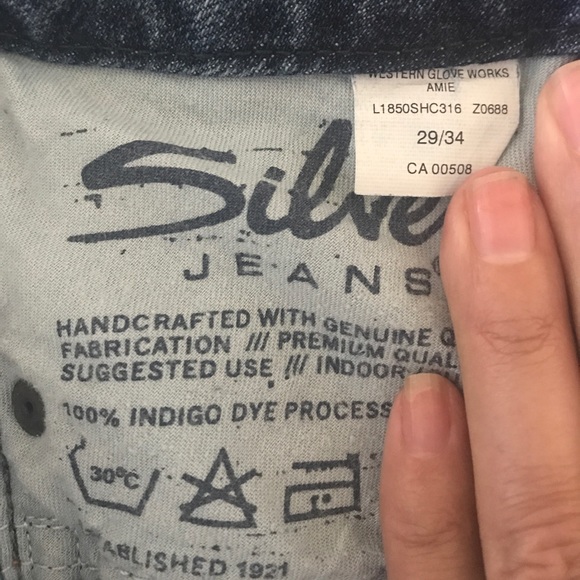 WESTERN GLOVE WORKS
AMIE
L1850SHC316 Z0688
29/34
CA 00508
Silve
JEANS
HANDCRAFTED WITH GENUINE Q
FABRICATION /// PREMIUM QUAL
SUGGESTED USE /// INDOOR
100% INDIGO DYE PROCESS
30°C
ABLISHED 1921